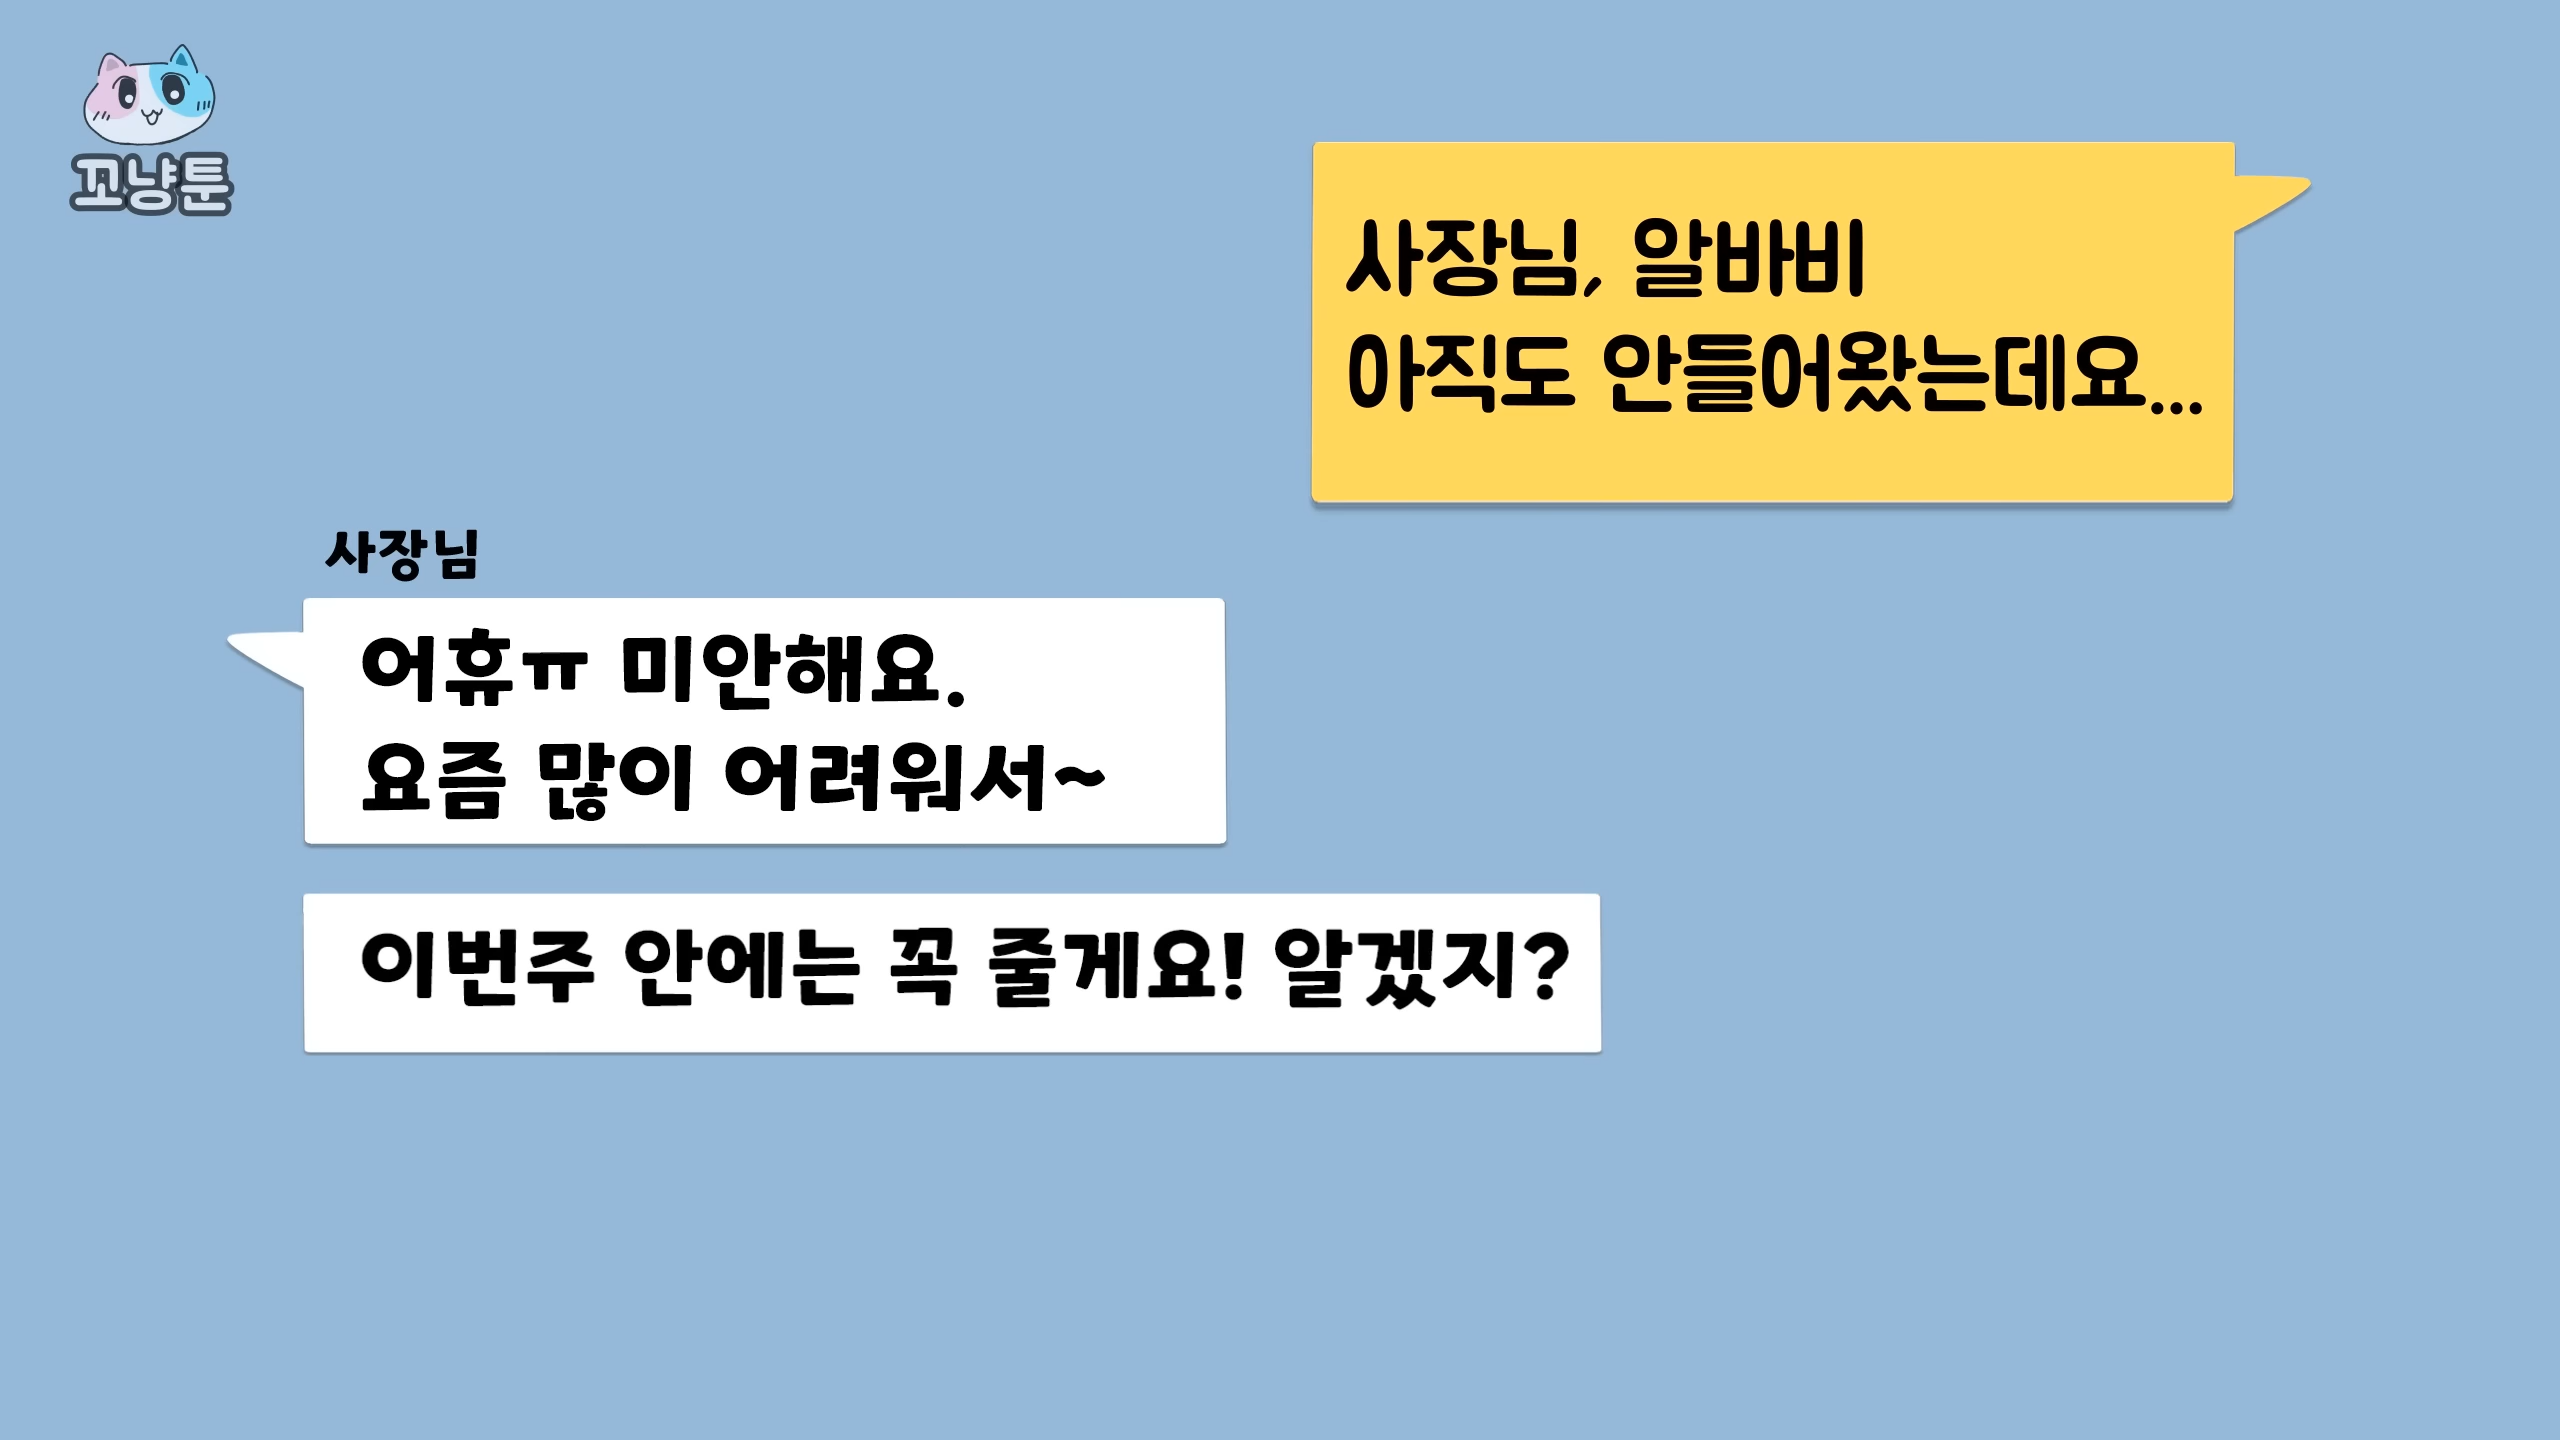 꼬냥툰
사장님, 알바비
아직도 안들어왔는데요...
사장님
어휴ㅠ 미안해요.
요즘 많이 어려워서~
이번주 안에는 꼭 줄게요! 알겠지?